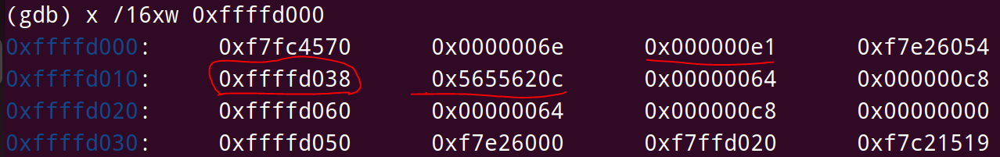 (gdb) x /16xw 0xffffd000
0xffffd000: 0xf7fc4570 0x0000006e 0x000000e1 0xf7e26054
0xffffd010: 0xffffd038 0x5655620c 0x00000064 0x000000c8
0xffffd020: 0xffffd060 0x00000064 0x000000c8 0x00000000
0xffffd030: 0xffffd050 0xf7e26000 0xf7ffd020 0xf7c21519